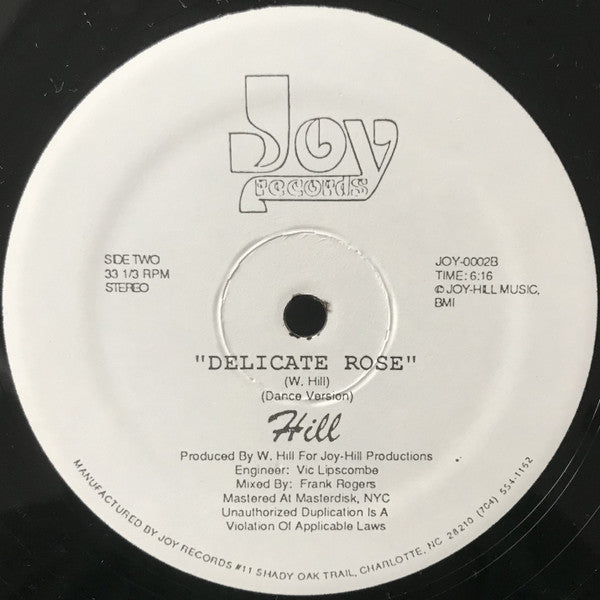 Joy
records
SIDE TWO
33 1/3 RPM
STEREO
JOY-0002B
TIME: 6:16
© JOY-HILL MUSIC,
BMI
"DELICATE ROSE"
(W. Hill)
(Dance Version)
Hill
Produced By W. Hill For Joy-Hill Productions
Engineer: Vic Lipscombe
Mixed By: Frank Rogers
Mastered At Masterdisk, NYC
Unauthorized Duplication Is A
Violation Of Applicable Laws
MANUFACTURED BY JOY RECORDS #11 SHADY OAK TRAIL, CHARLOTTE, NC 28210 (704) 554-1152